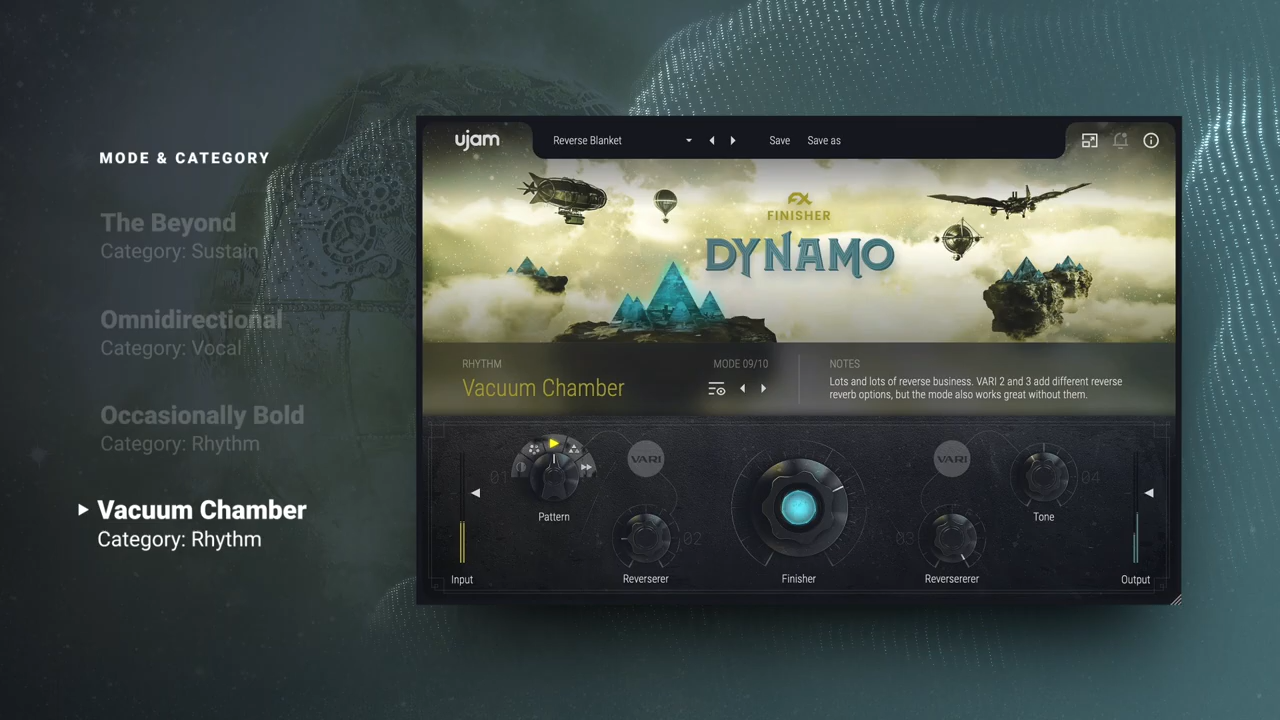 MODE & CATEGORY
The Beyond
Category: Sustain
Omnidirectional
Category: Vocal
Occasionally Bold
Category: Rhythm
Vacuum Chamber
Category: Rhythm
ujam
Reverse Blanket
Save
Save as
FX
FINISHER
DYNAMO
RHYTHM
Vacuum Chamber
MODE 09/10
NOTES
Lots and lots of reverse business. VARI 2 and 3 add different reverse
reverb options, but the mode also works great without them.
01
Pattern
VARI
02
Reverserer
Finisher
VARI
03
Reversererer
04
Tone
Input
Output